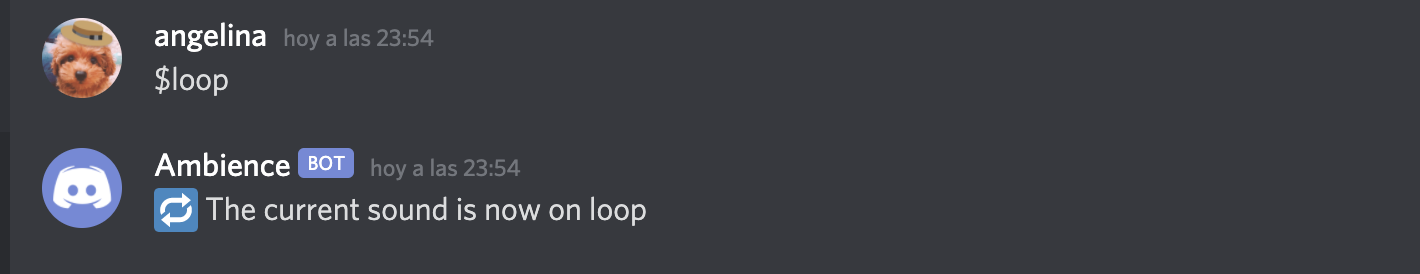 angelina hoy a las 23:54
$loop
Ambience BOT hoy a las 23:54
🔁 The current sound is now on loop